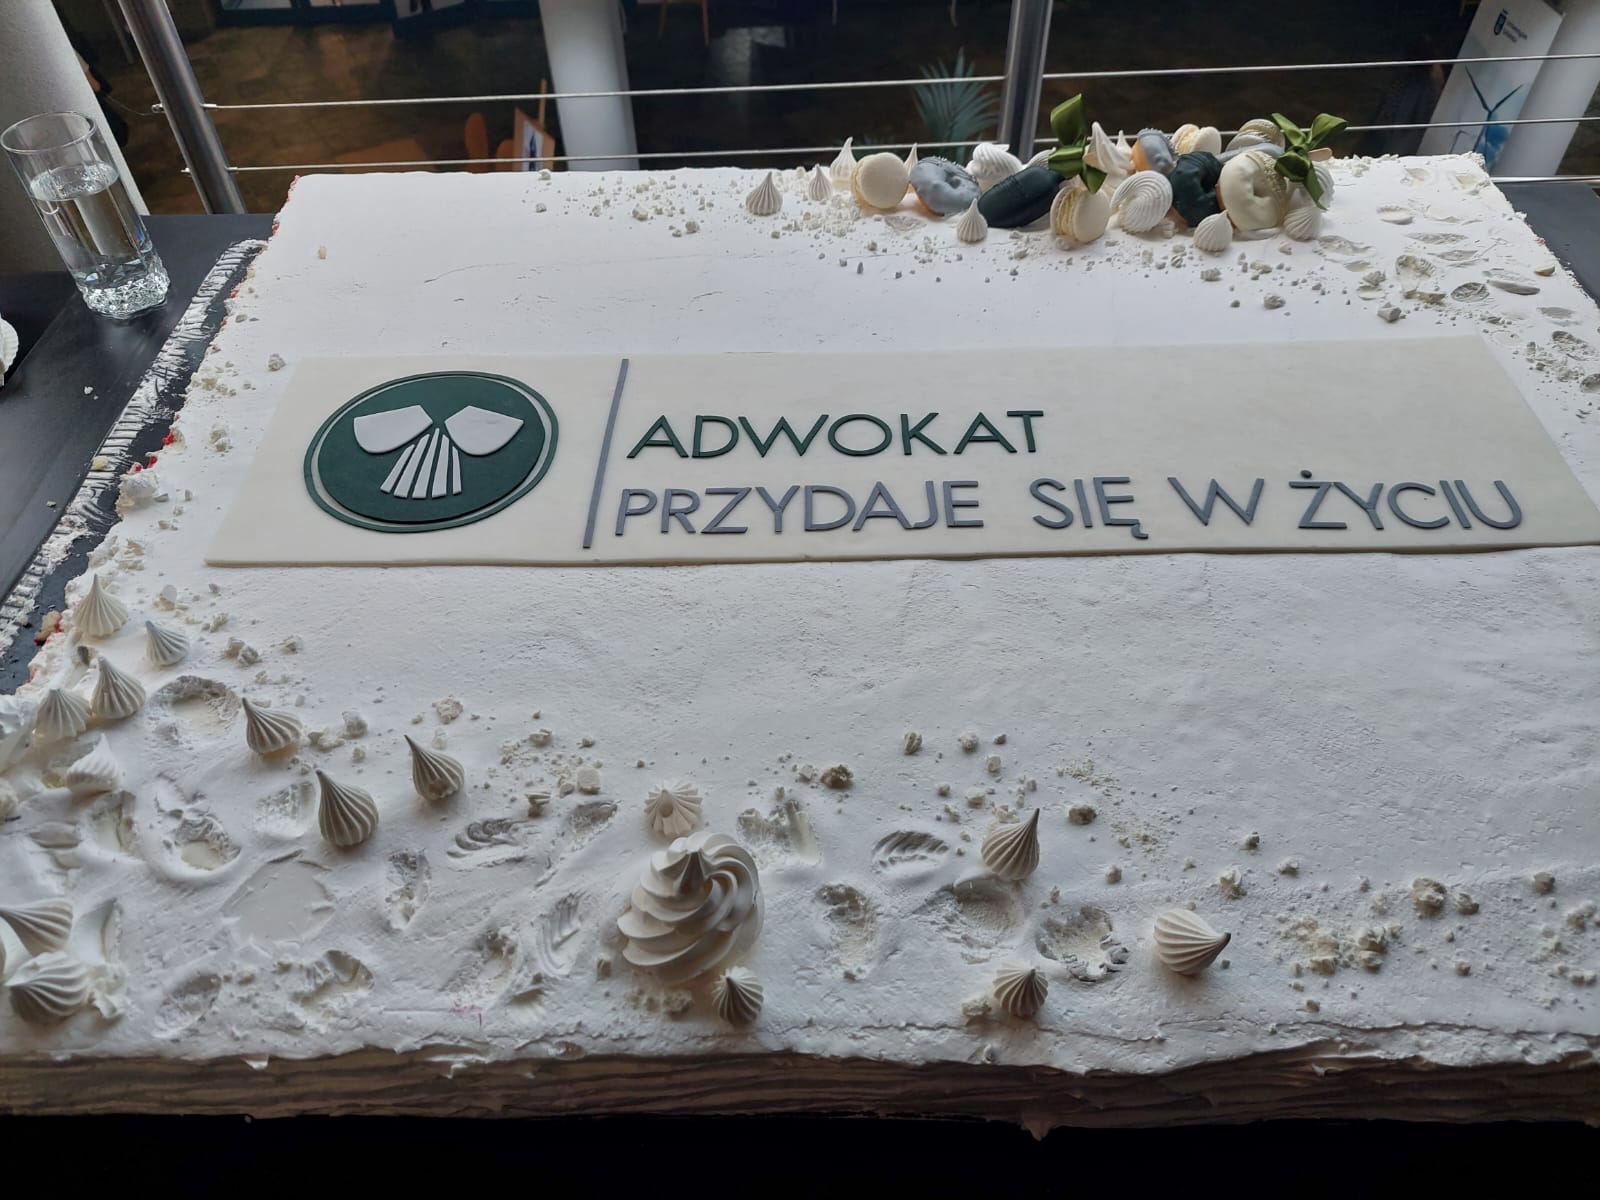 ADWOKAT
PRZYDAJE SIĘ W ŻYCIU